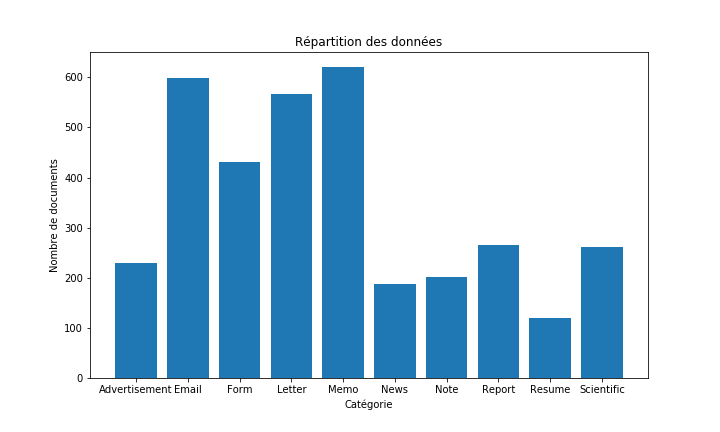 Répartition des données
Nombre de documents
600
500
400
300
200
100
0
Advertisement Email Form Letter Memo News Note Report Resume Scientific
Catégorie